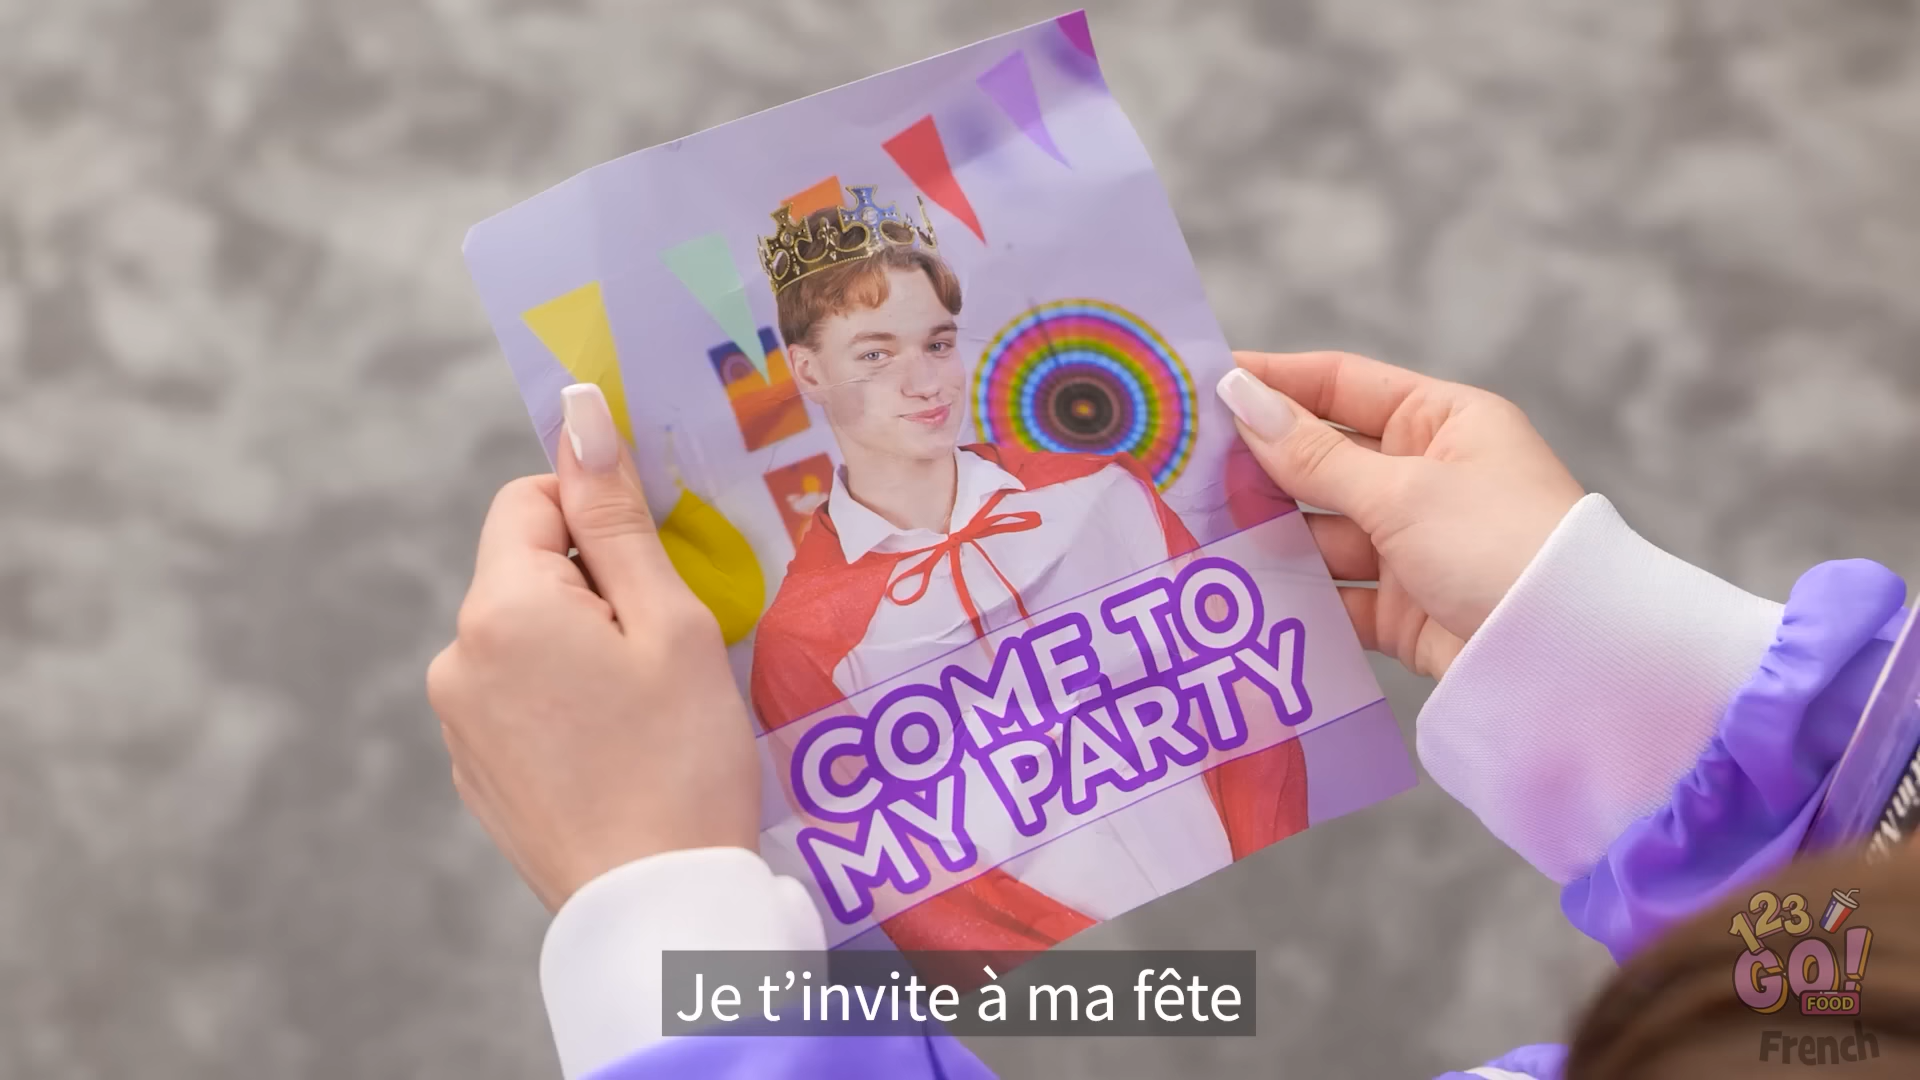 COME TO
MY PARTY
Je t’invite à ma fête
123
GO!
FOOD
French